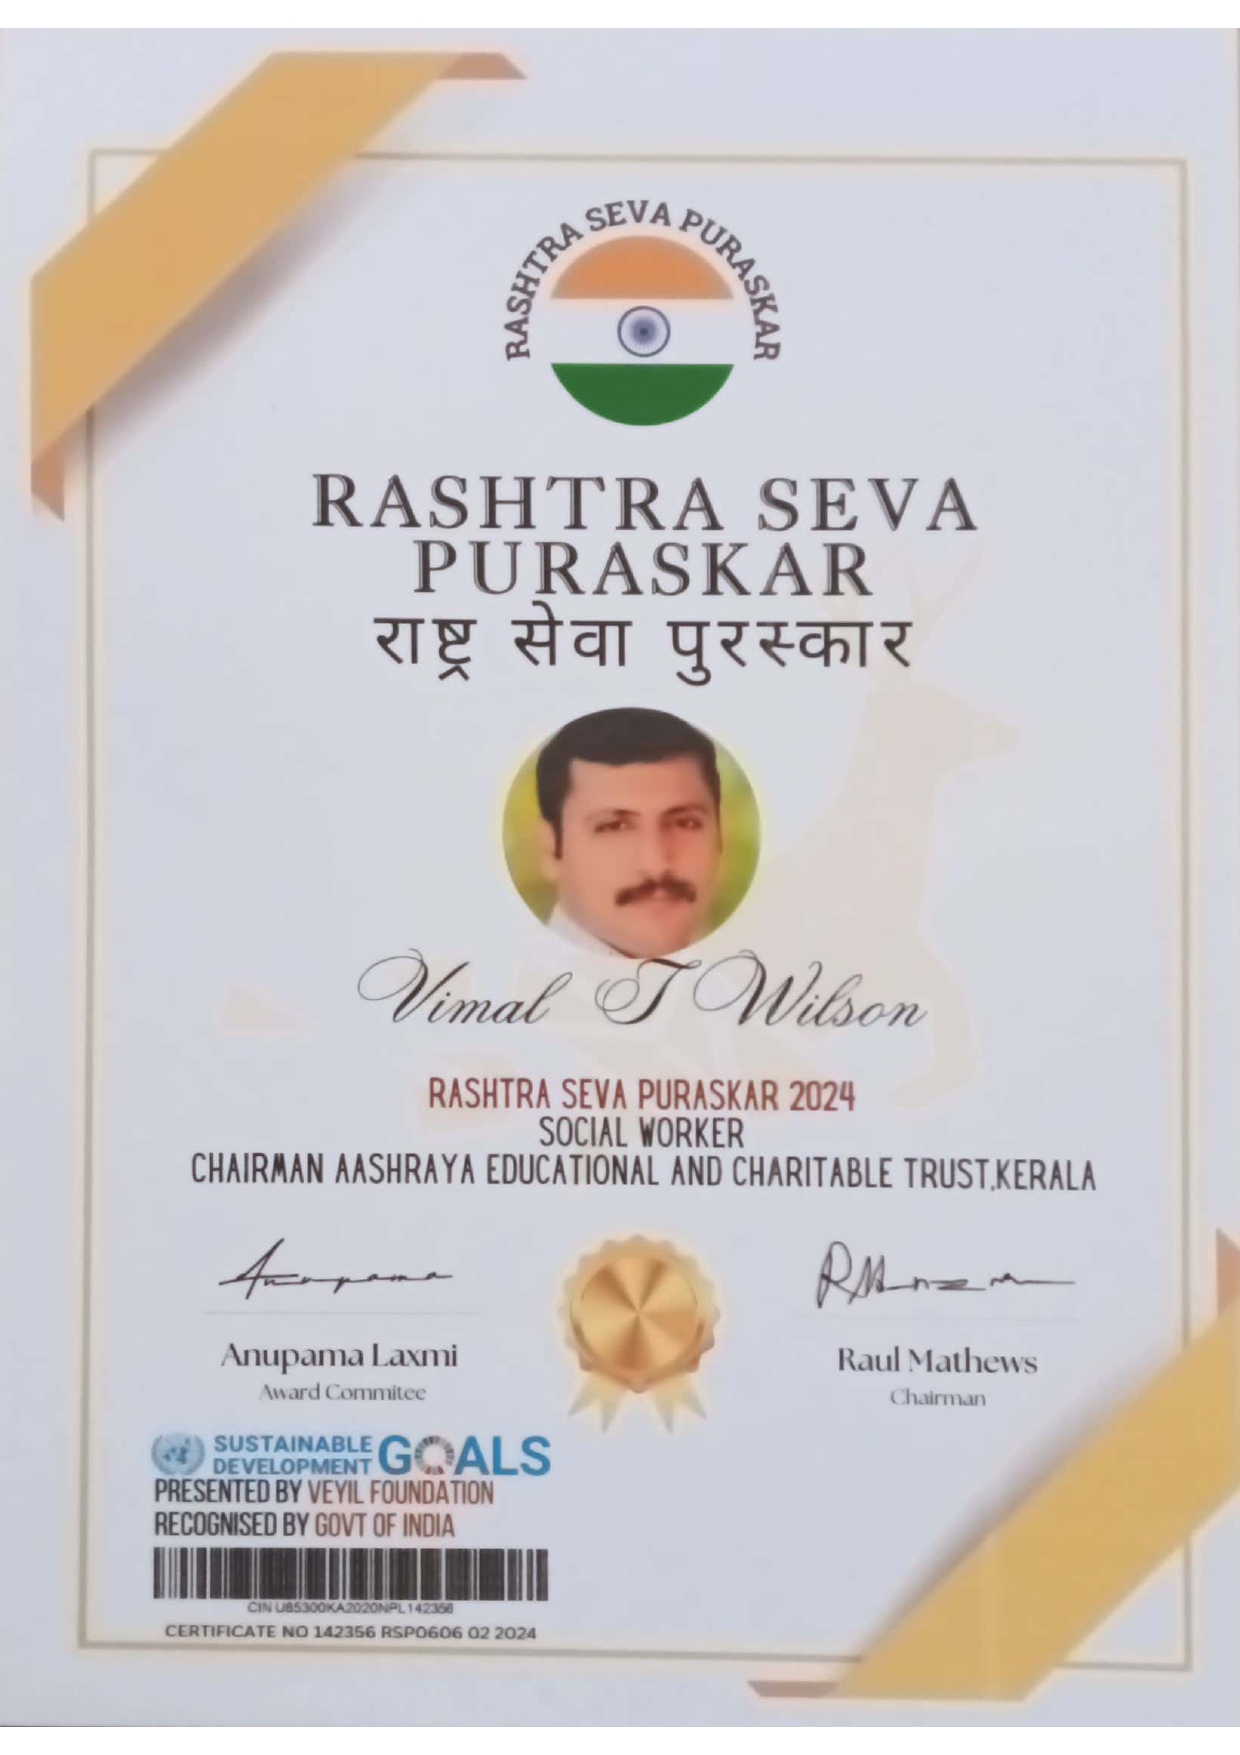 RASHTRA SEVA PURASKAR
RASHTRA SEVA
PURASKAR
राष्ट्र सेवा पुरस्कार
Vimal T Wilson
RASHTRA SEVA PURASKAR 2024
SOCIAL WORKER
CHAIRMAN AASHRAYA EDUCATIONAL AND CHARITABLE TRUST,KERALA
Anupama
Anupama Laxmi
Award Commitee
Raul Mathews
Chairman
SUSTAINABLE
DEVELOPMENT GOALS
PRESENTED BY VEYIL FOUNDATION
RECOGNISED BY GOVT OF INDIA
CIN U85300KA2020NPL142356
CERTIFICATE NO 142356 RSP0606 02 2024